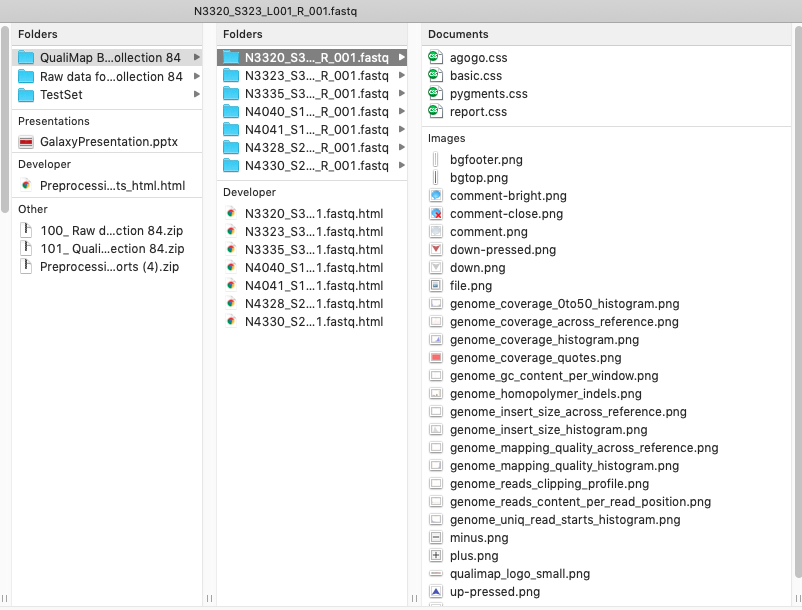 N3320_S323_L001_R_001.fastq
Folders
QualiMap B...ollection 84
Raw data fo...ollection 84
TestSet
Presentations
GalaxyPresentation.pptx
Developer
Preprocessi...ts_html.html
Other
100_ Raw d...ction 84.zip
101_ Quali...ection 84.zip
Preprocessi...orts (4).zip
Folders
N3320_S3..._R_001.fastq
N3323_S3..._R_001.fastq
N3335_S3..._R_001.fastq
N4040_S1..._R_001.fastq
N4041_S1..._R_001.fastq
N4328_S2..._R_001.fastq
N4330_S2..._R_001.fastq
Developer
N3320_S3...1.fastq.html
N3323_S3...1.fastq.html
N3335_S3...1.fastq.html
N4040_S1...1.fastq.html
N4041_S1...1.fastq.html
N4328_S2...1.fastq.html
N4330_S2...1.fastq.html
Documents
agogo.css
basic.css
pygments.css
report.css
Images
bgfooter.png
bgtop.png
comment-bright.png
comment-close.png
comment.png
down-pressed.png
down.png
file.png
genome_coverage_0to50_histogram.png
genome_coverage_across_reference.png
genome_coverage_histogram.png
genome_coverage_quotes.png
genome_gc_content_per_window.png
genome_homopolymer_indels.png
genome_insert_size_across_reference.png
genome_insert_size_histogram.png
genome_mapping_quality_across_reference.png
genome_mapping_quality_histogram.png
genome_reads_clipping_profile.png
genome_reads_content_per_read_position.png
genome_uniq_read_starts_histogram.png
minus.png
plus.png
qualimap_logo_small.png
up-pressed.png